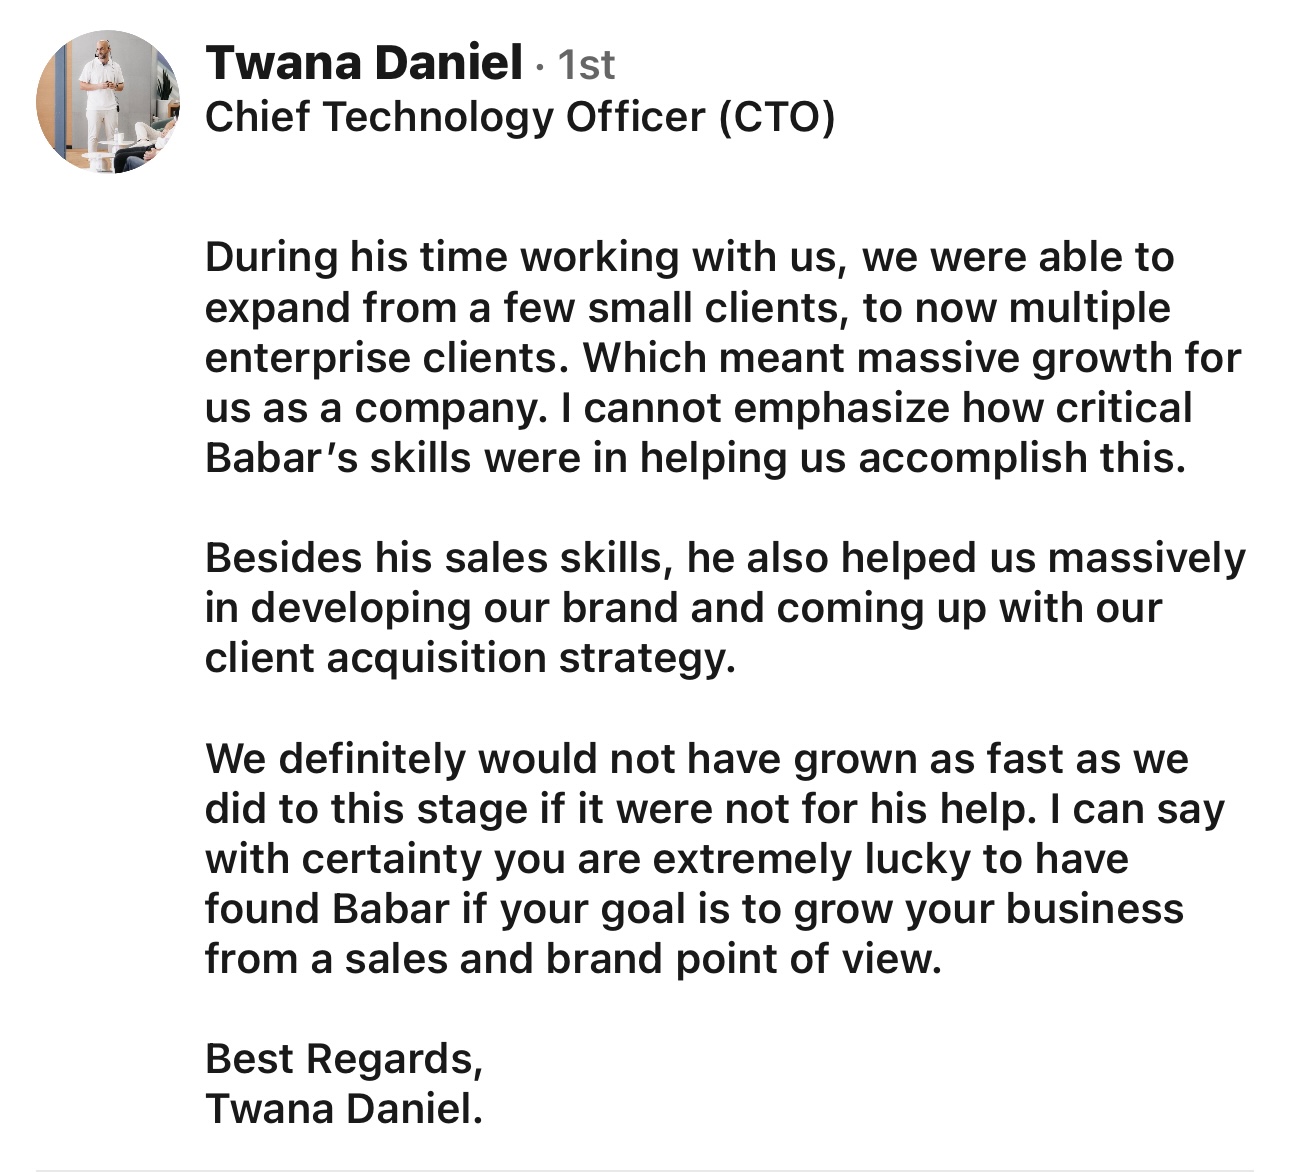 Twana Daniel · 1st
Chief Technology Officer (CTO)
During his time working with us, we were able to
expand from a few small clients, to now multiple
enterprise clients. Which meant massive growth for
us as a company. I cannot emphasize how critical
Babar’s skills were in helping us accomplish this.
Besides his sales skills, he also helped us massively
in developing our brand and coming up with our
client acquisition strategy.
We definitely would not have grown as fast as we
did to this stage if it were not for his help. I can say
with certainty you are extremely lucky to have
found Babar if your goal is to grow your business
from a sales and brand point of view.
Best Regards,
Twana Daniel.